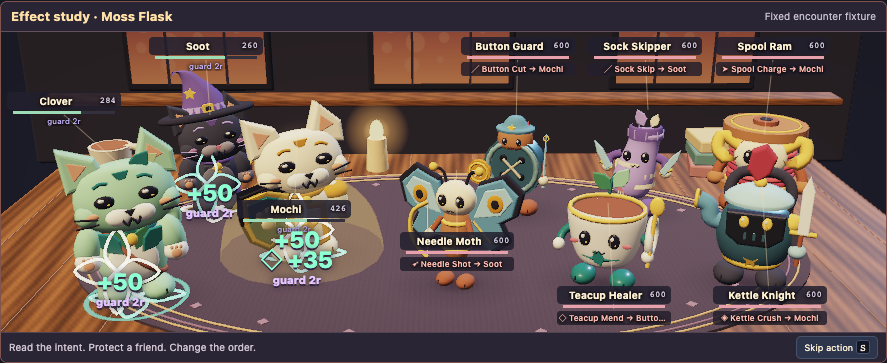 Effect study · Moss Flask
Fixed encounter fixture
Soot 260
guard 2r
Button Guard 600
Button Cut → Mochi
Sock Skipper 600
Sock Skip → Soot
Spool Ram 600
Spool Charge → Mochi
Clover 284
guard 2r
+50
guard 2r
Mochi 426
guard 2r
+50
+35
guard 2r
Needle Moth 600
Needle Shot → Soot
+50
guard 2r
Teacup Healer 600
Teacup Mend → Butto...
Kettle Knight 600
Kettle Crush → Mochi
Read the intent. Protect a friend. Change the order.
Skip action S